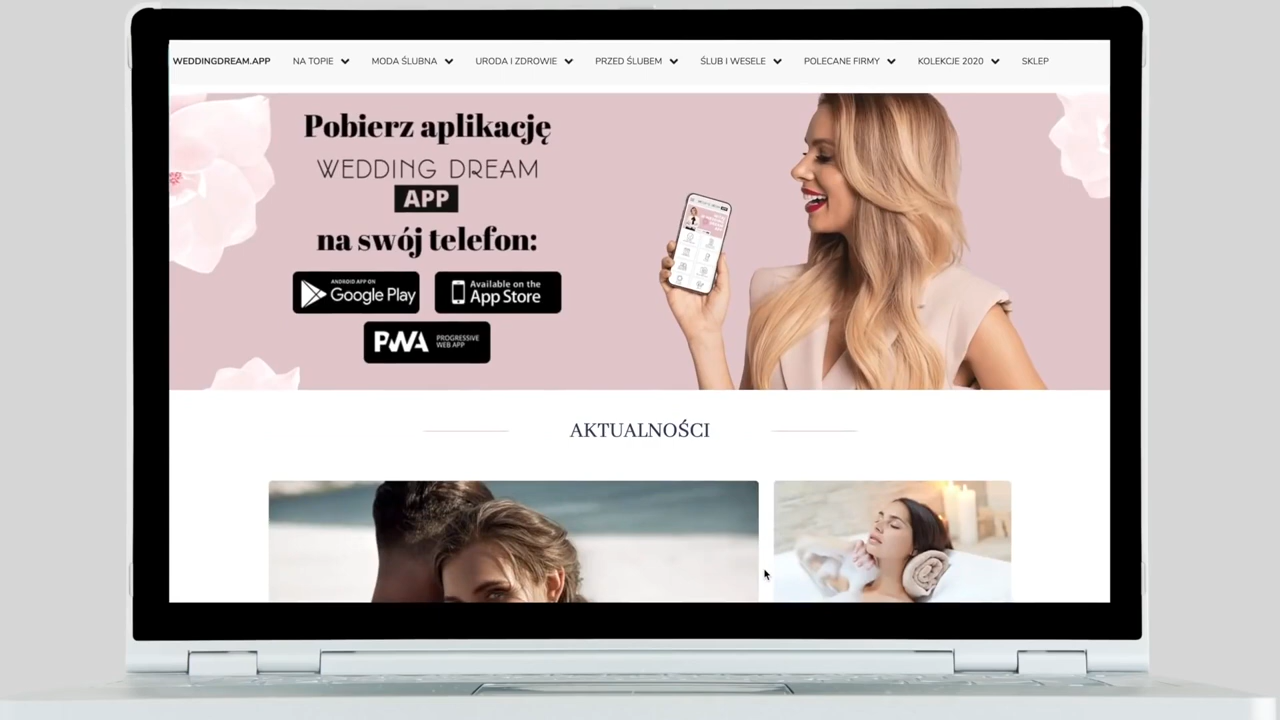 WEDDINGDREAM.APP NA TOPIE MODA ŚLUBNA URODA I ZDROWIE PRZED ŚLUBEM ŚLUB I WESELE POLECANE FIRMY KOLEKCJE 2020 SKLEP
Pobierz aplikację
WEDDING DREAM
APP
na swój telefon:
ANDROID APP ON
Google Play
Available on the
App Store
PWA PROGRESSIVE
WEB APP
AKTUALNOŚCI